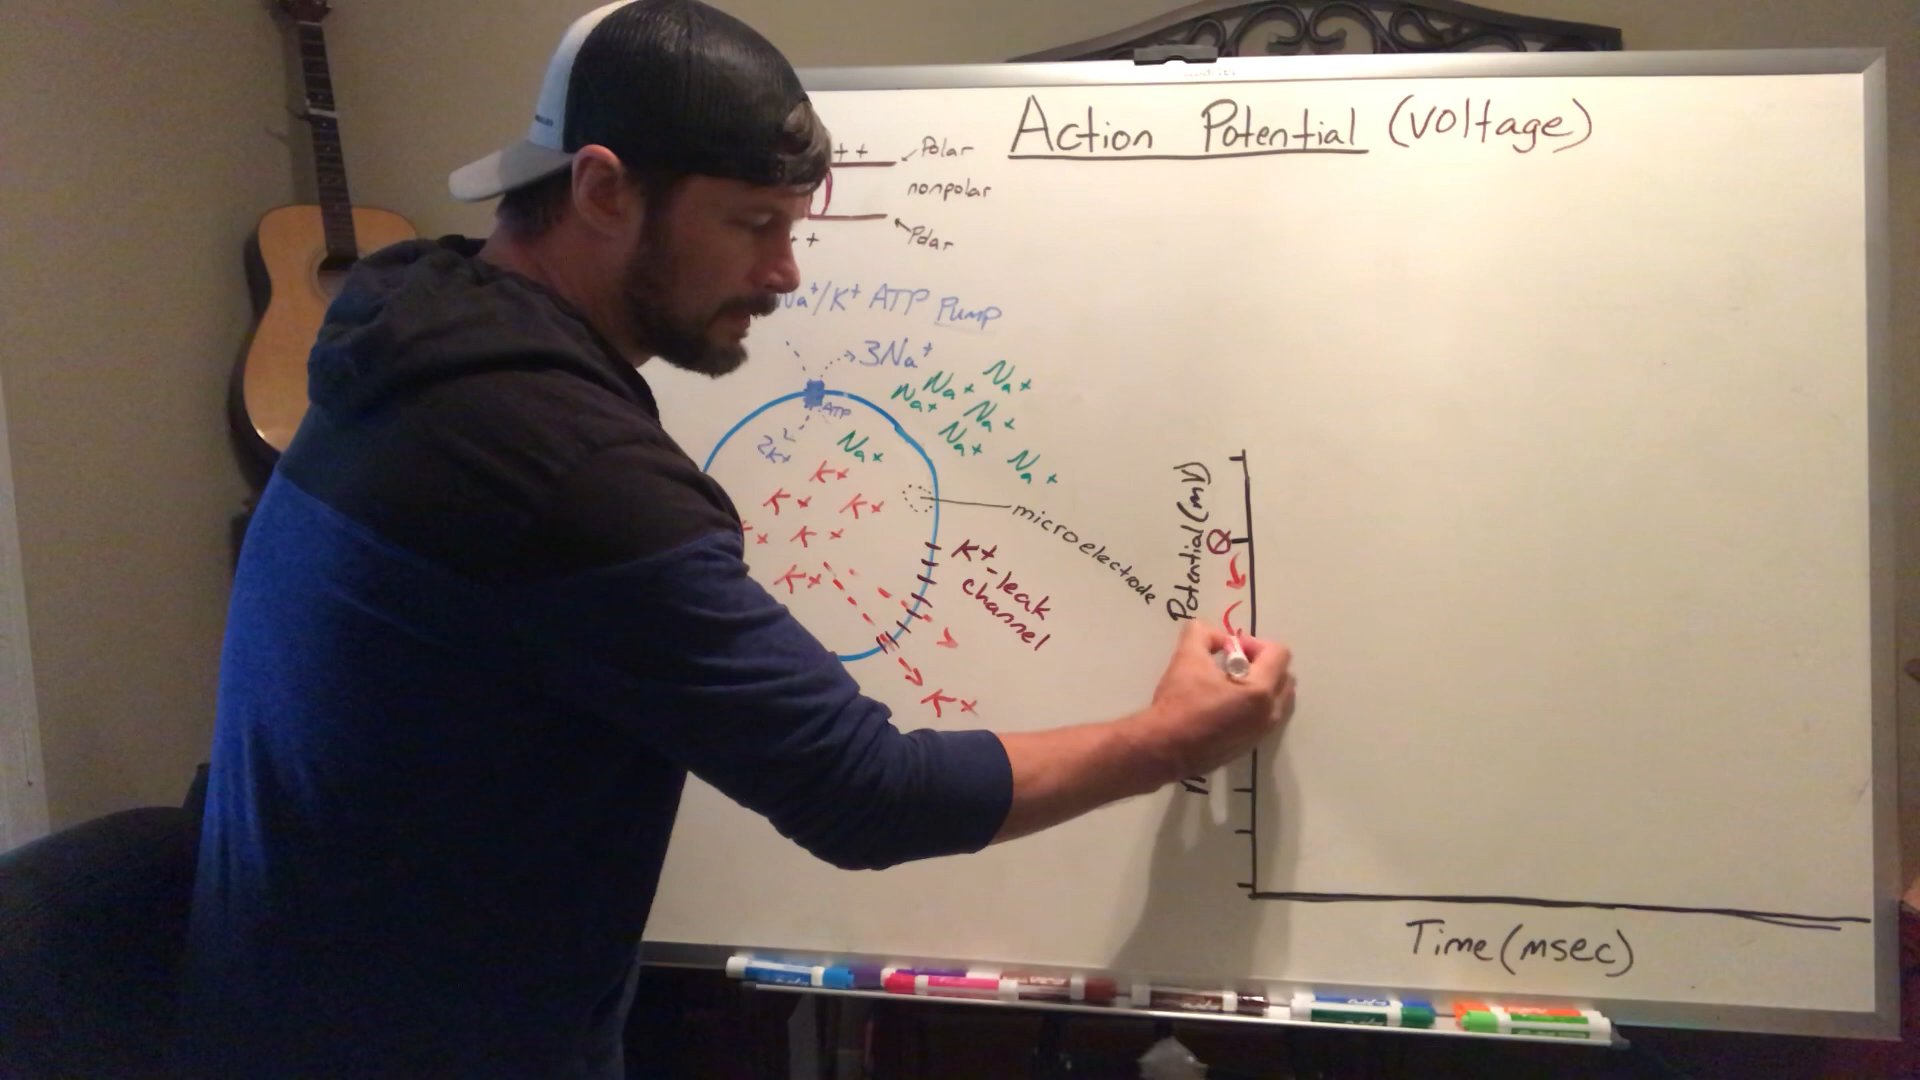 Action Potential (voltage)
+ +
Polar
nonpolar
Polar
+ +
Na+/K+ ATP Pump
3Na+
ATP
2K+
Na+
Na+
Na+
Na+
Na+
Na+
Na+
K+
K+
K+
K+
K+
K+
microelectrode
K+-leak
channel
Potential (mV)
0
Time (msec)